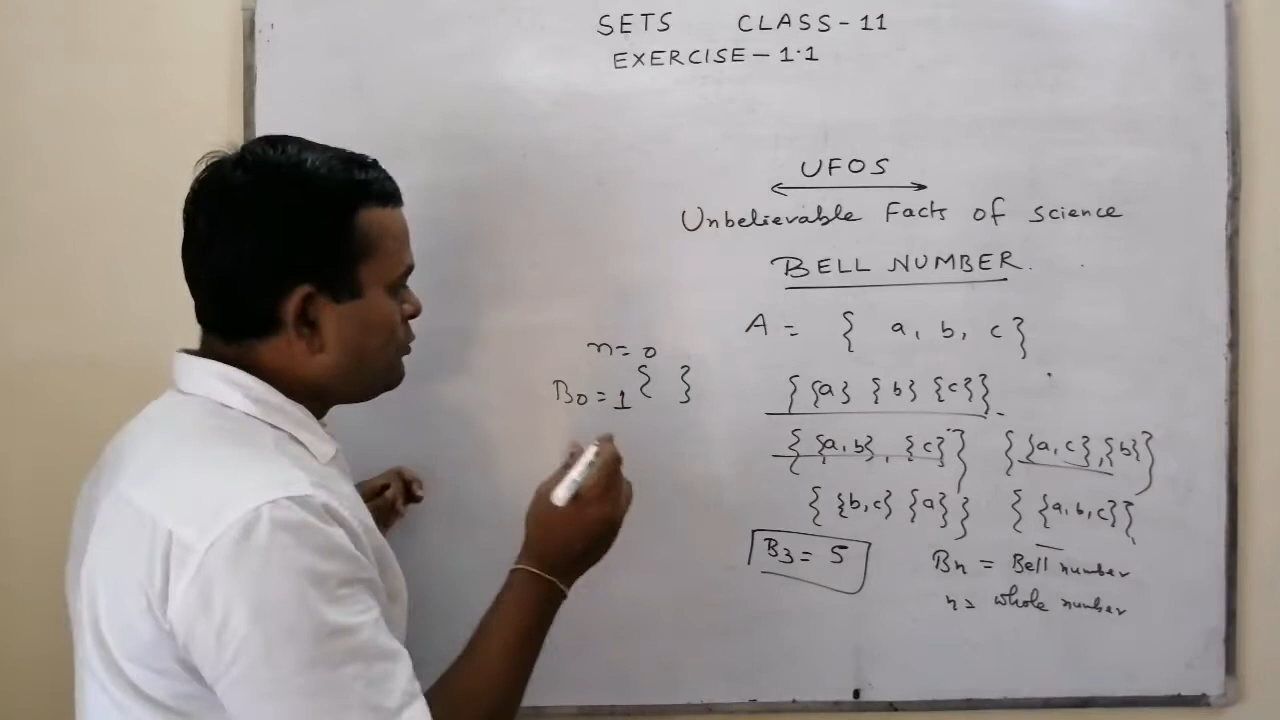 SETS CLASS-11
EXERCISE-1.1
UFOS
Unbelievable Facts of science
BELL NUMBER.
A = { a, b, c}
{ {a} {b} {c}}
{ {a,b}, {c}} { {a,c},{b}}
{ {b,c} {a}} { {a,b,c}}
B3 = 5
Bn = Bell number
n = whole number
n = 0
B0 = 1 { }